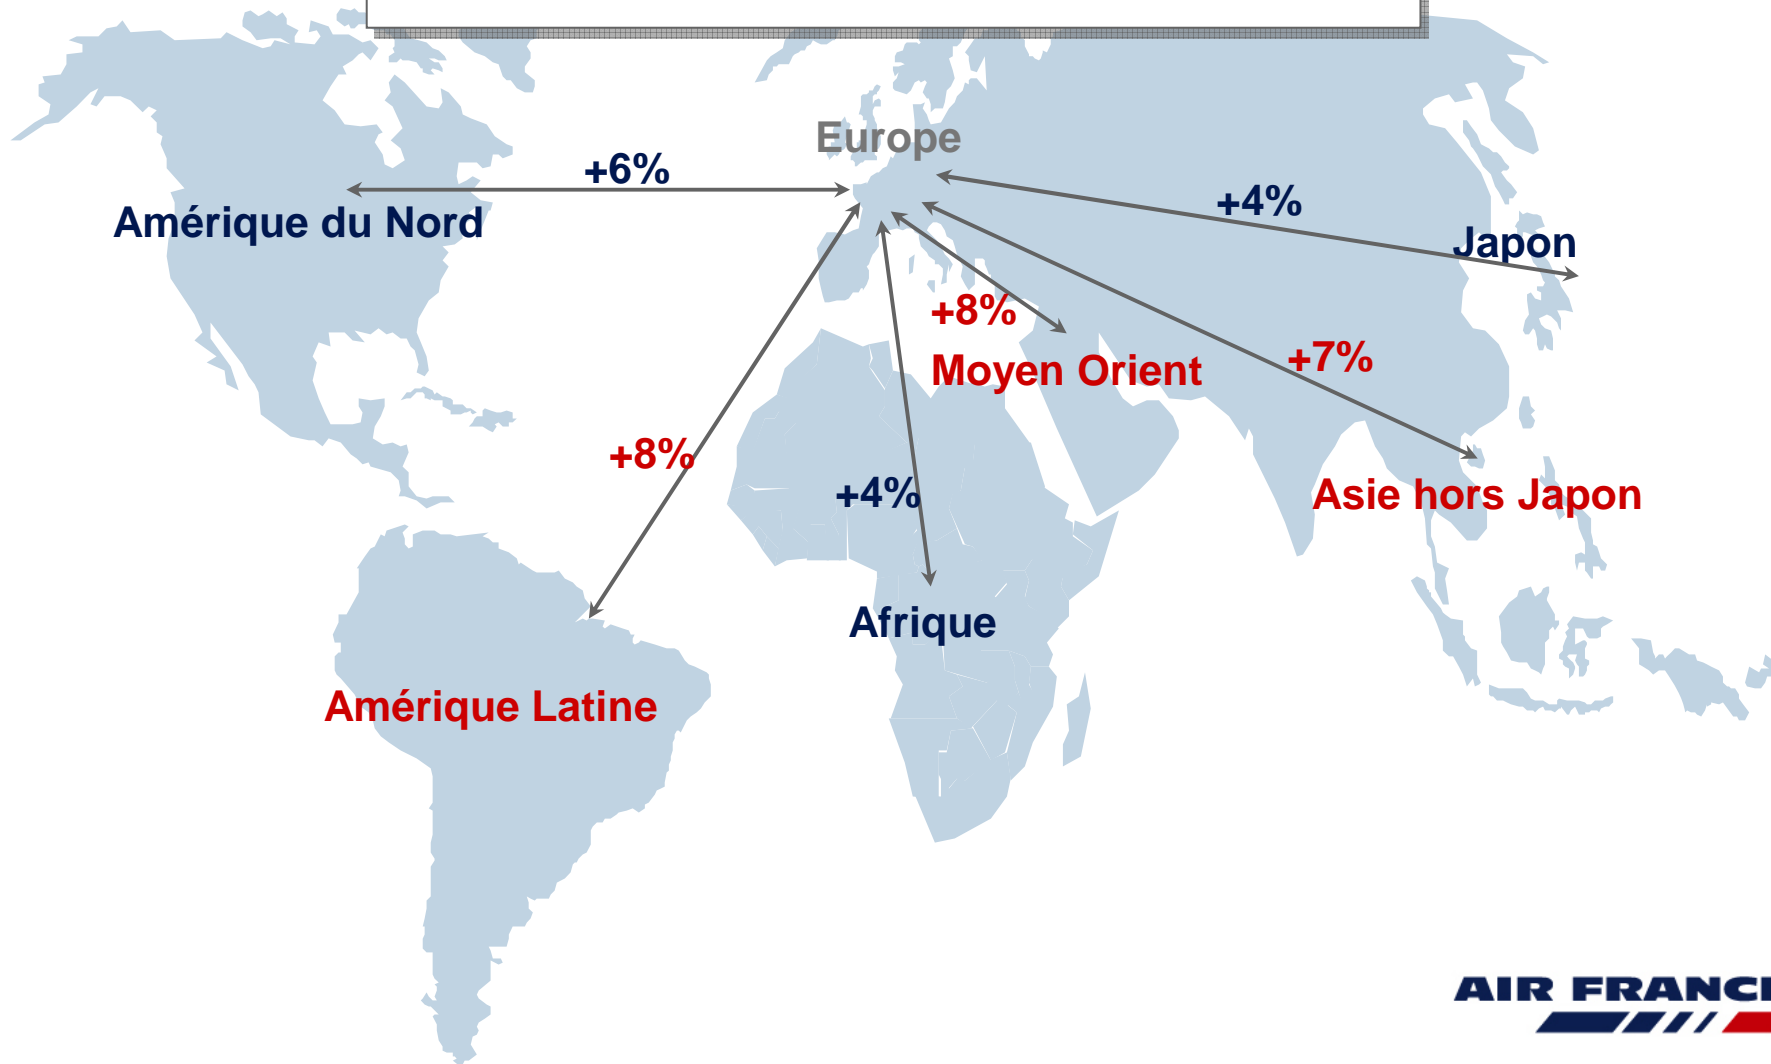 Europe
+6%
+4%
Amérique du Nord
Japon
+8%
Moyen Orient
+7%
+8%
+4%
Asie hors Japon
Afrique
Amérique Latine
AIR FRANCE